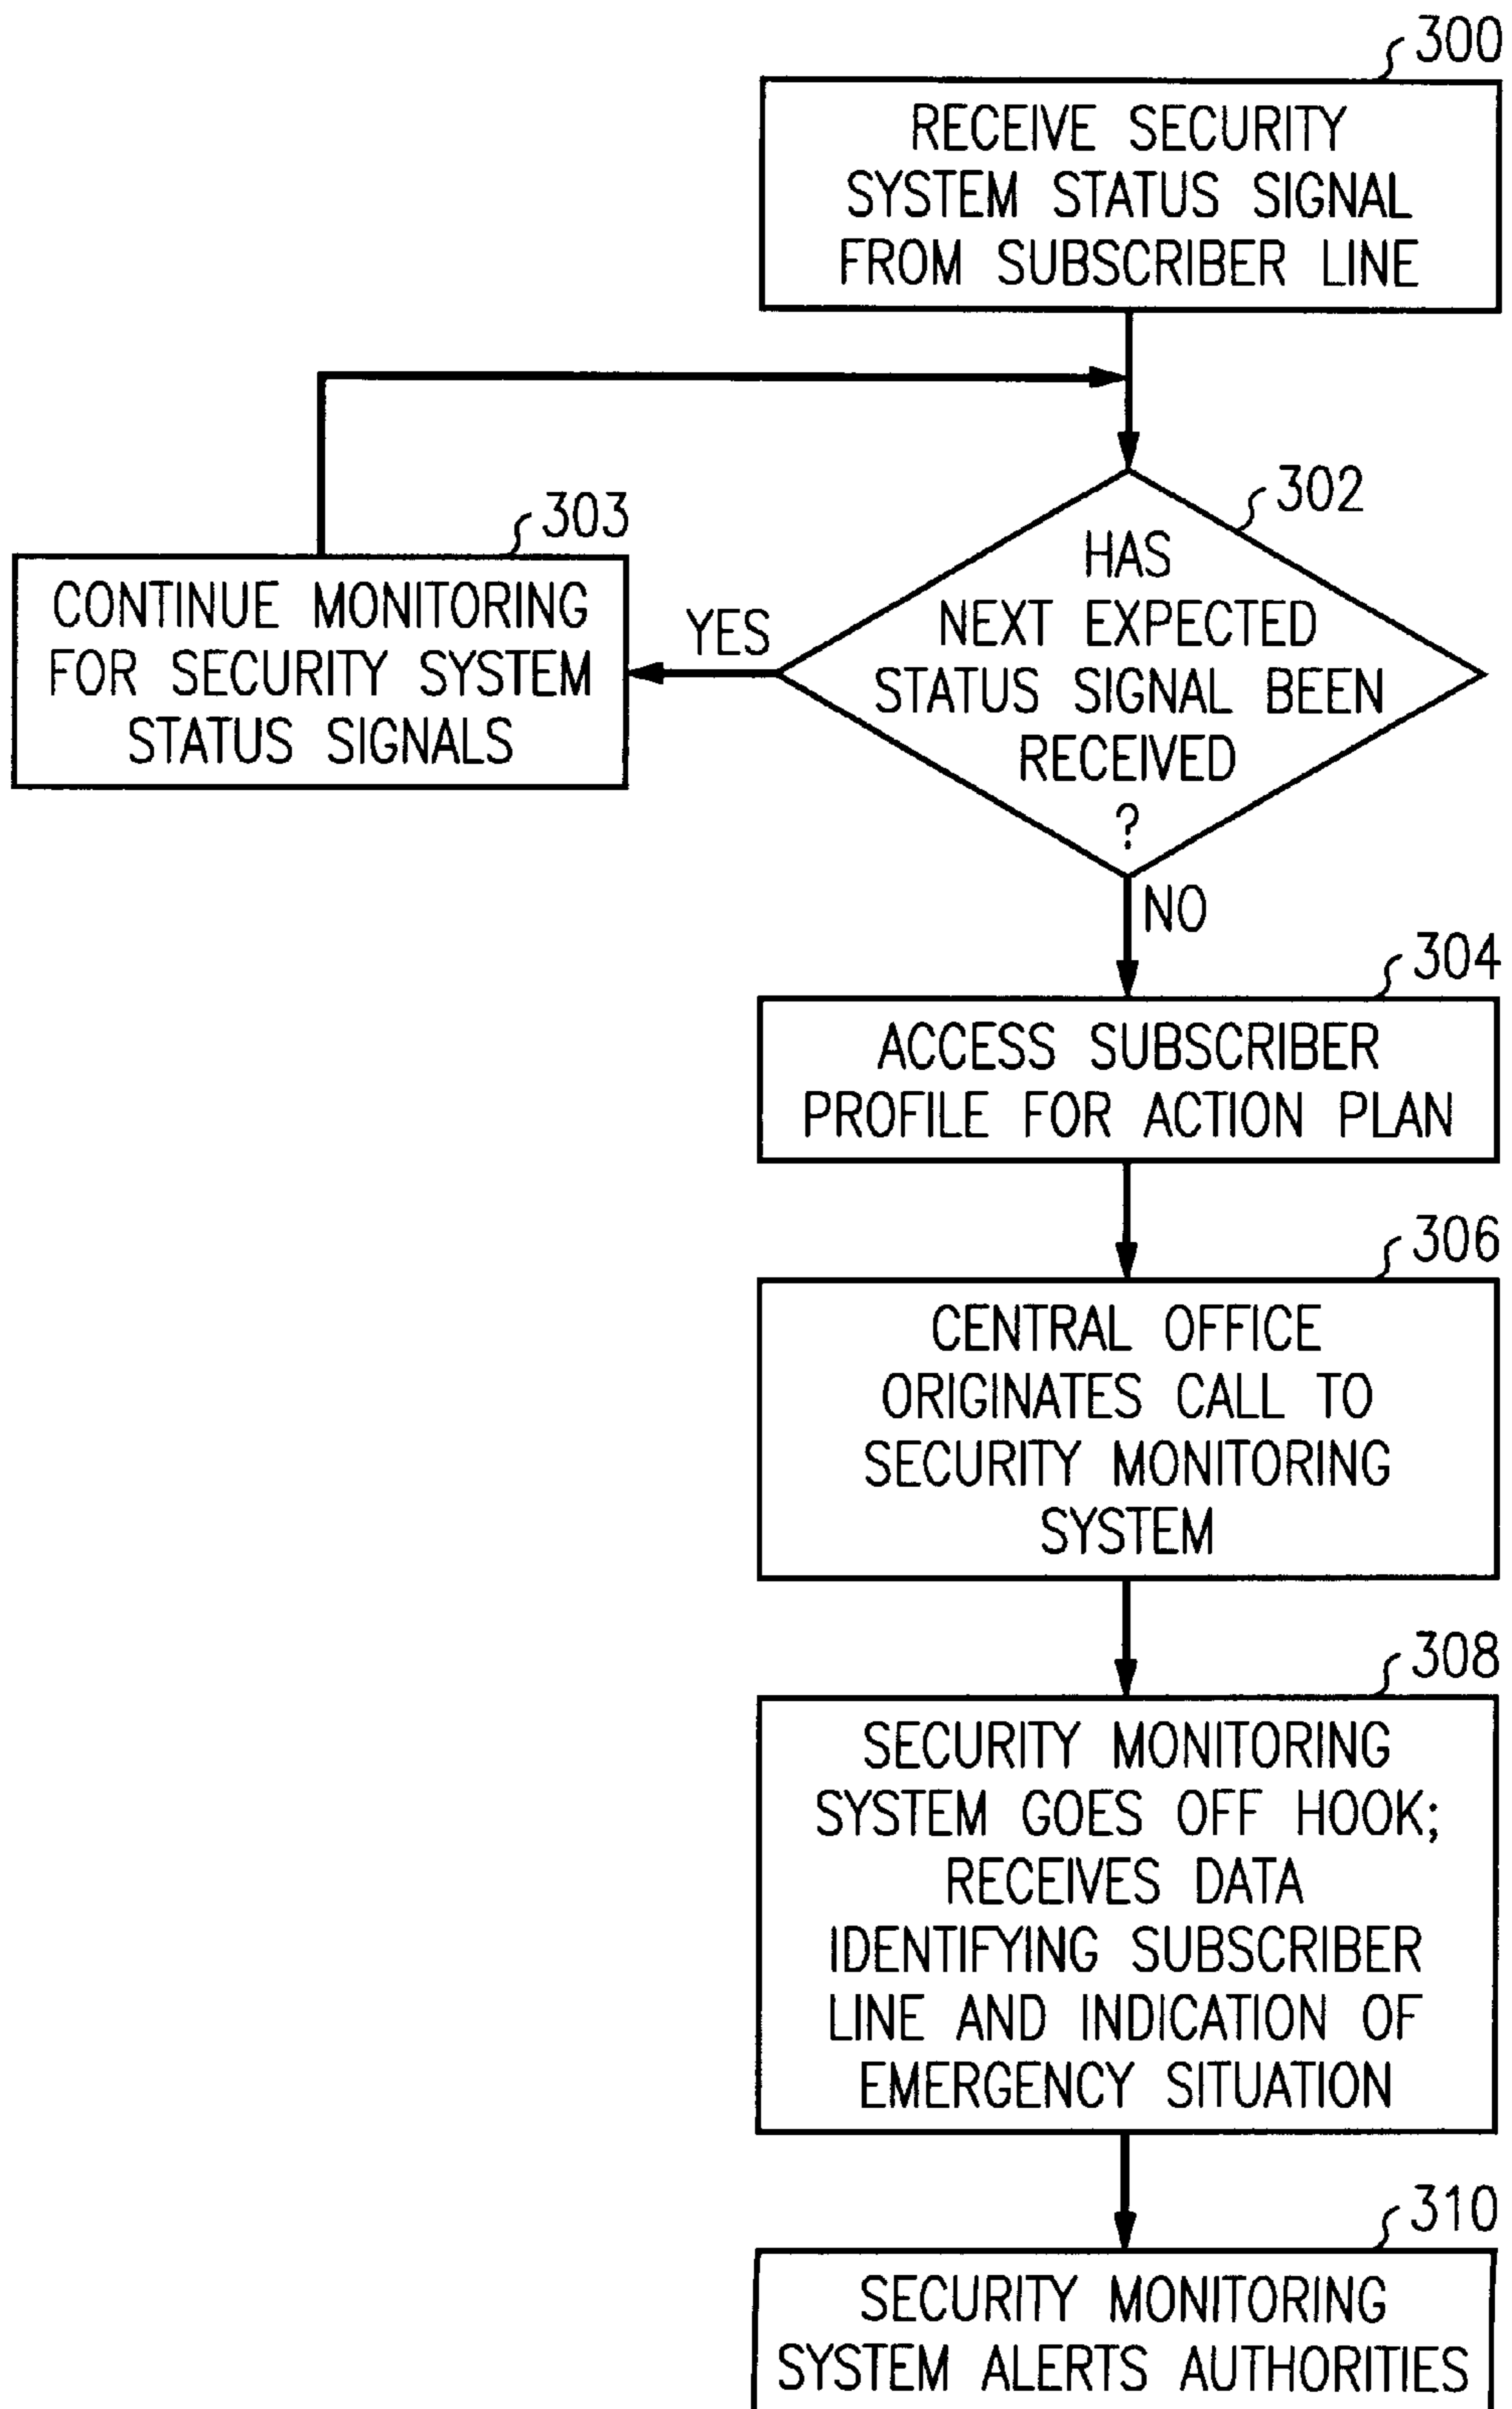 300
RECEIVE SECURITY
SYSTEM STATUS SIGNAL
FROM SUBSCRIBER LINE
302
HAS
NEXT EXPECTED
STATUS SIGNAL BEEN
RECEIVED
?
YES
303
CONTINUE MONITORING
FOR SECURITY SYSTEM
STATUS SIGNALS
NO
304
ACCESS SUBSCRIBER
PROFILE FOR ACTION PLAN
306
CENTRAL OFFICE
ORIGINATES CALL TO
SECURITY MONITORING
SYSTEM
308
SECURITY MONITORING
SYSTEM GOES OFF HOOK;
RECEIVES DATA
IDENTIFYING SUBSCRIBER
LINE AND INDICATION OF
EMERGENCY SITUATION
310
SECURITY MONITORING
SYSTEM ALERTS AUTHORITIES